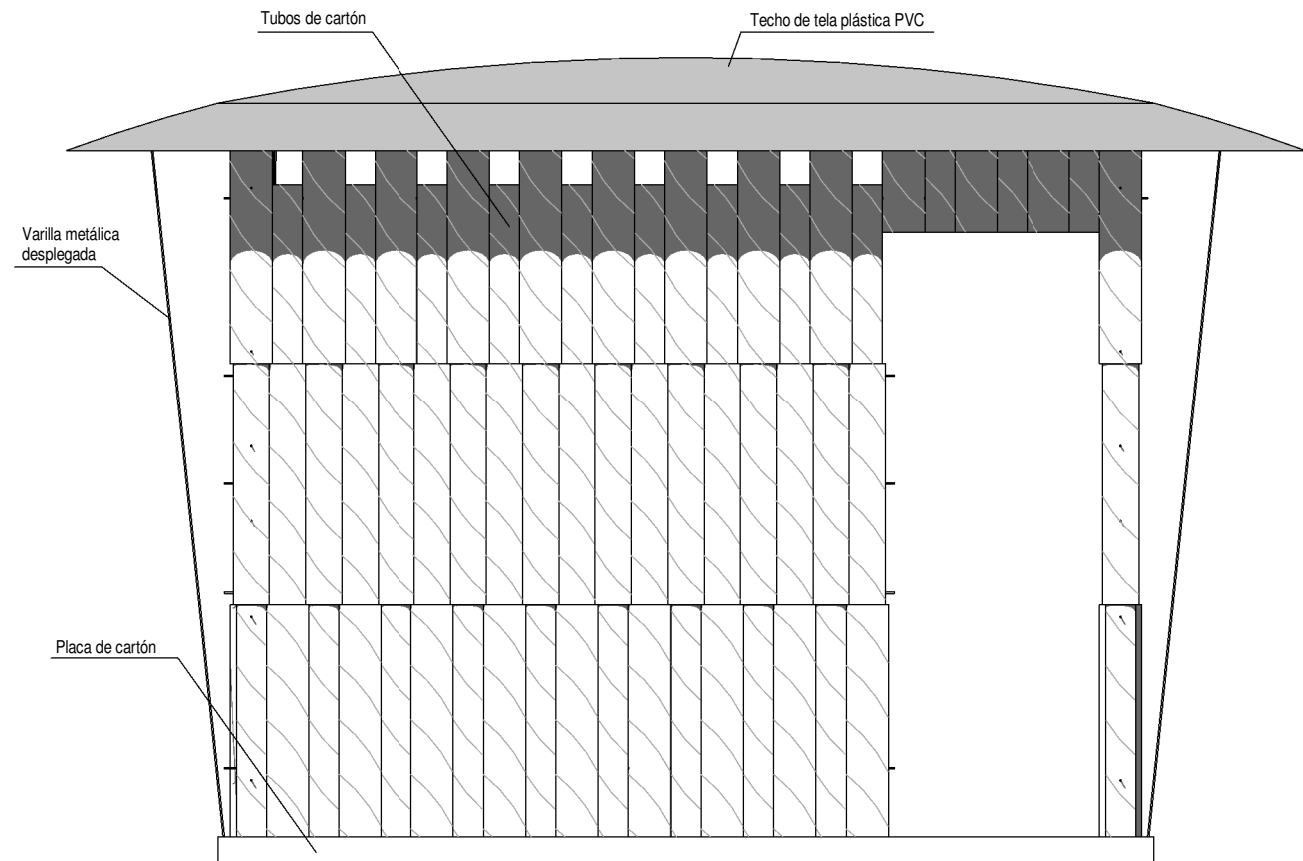 Tubos de cartón
Techo de tela plástica PVC
Varilla metálica
desplegada
Placa de cartón